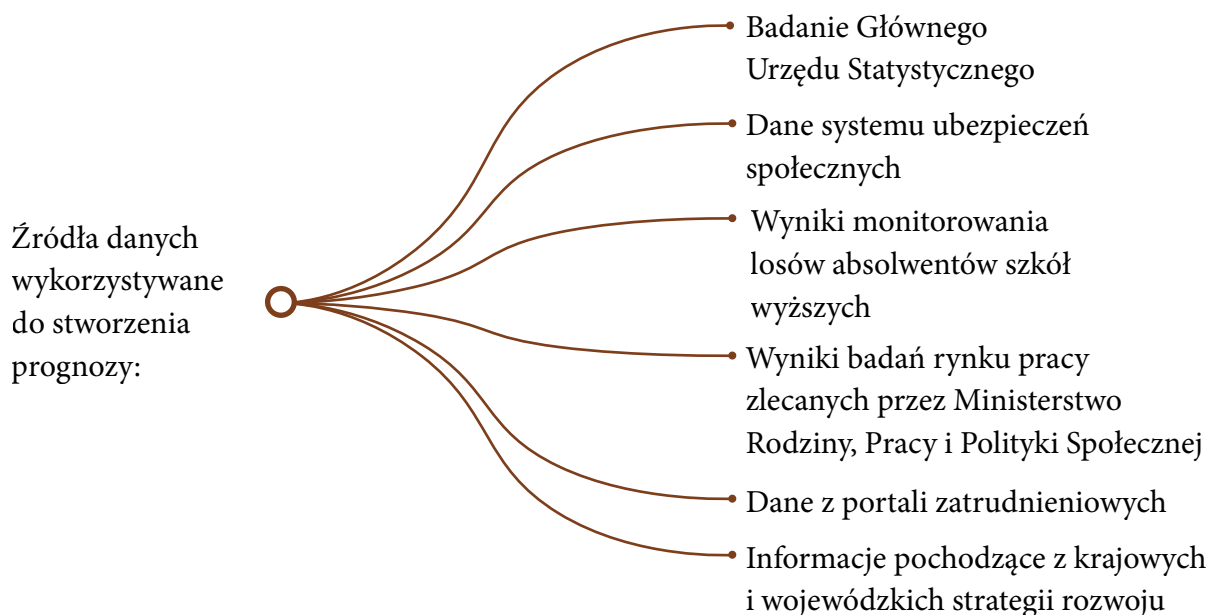 Źródła danych
wykorzystywane
do stworzenia
prognozy:
Badanie Głównego
Urzędu Statystycznego
Dane systemu ubezpieczeń
społecznych
Wyniki monitorowania
losów absolwentów szkół
wyższych
Wyniki badań rynku pracy
zlecanych przez Ministerstwo
Rodziny, Pracy i Polityki Społecznej
Dane z portali zatrudnieniowych
Informacje pochodzące z krajowych
i wojewódzkich strategii rozwoju